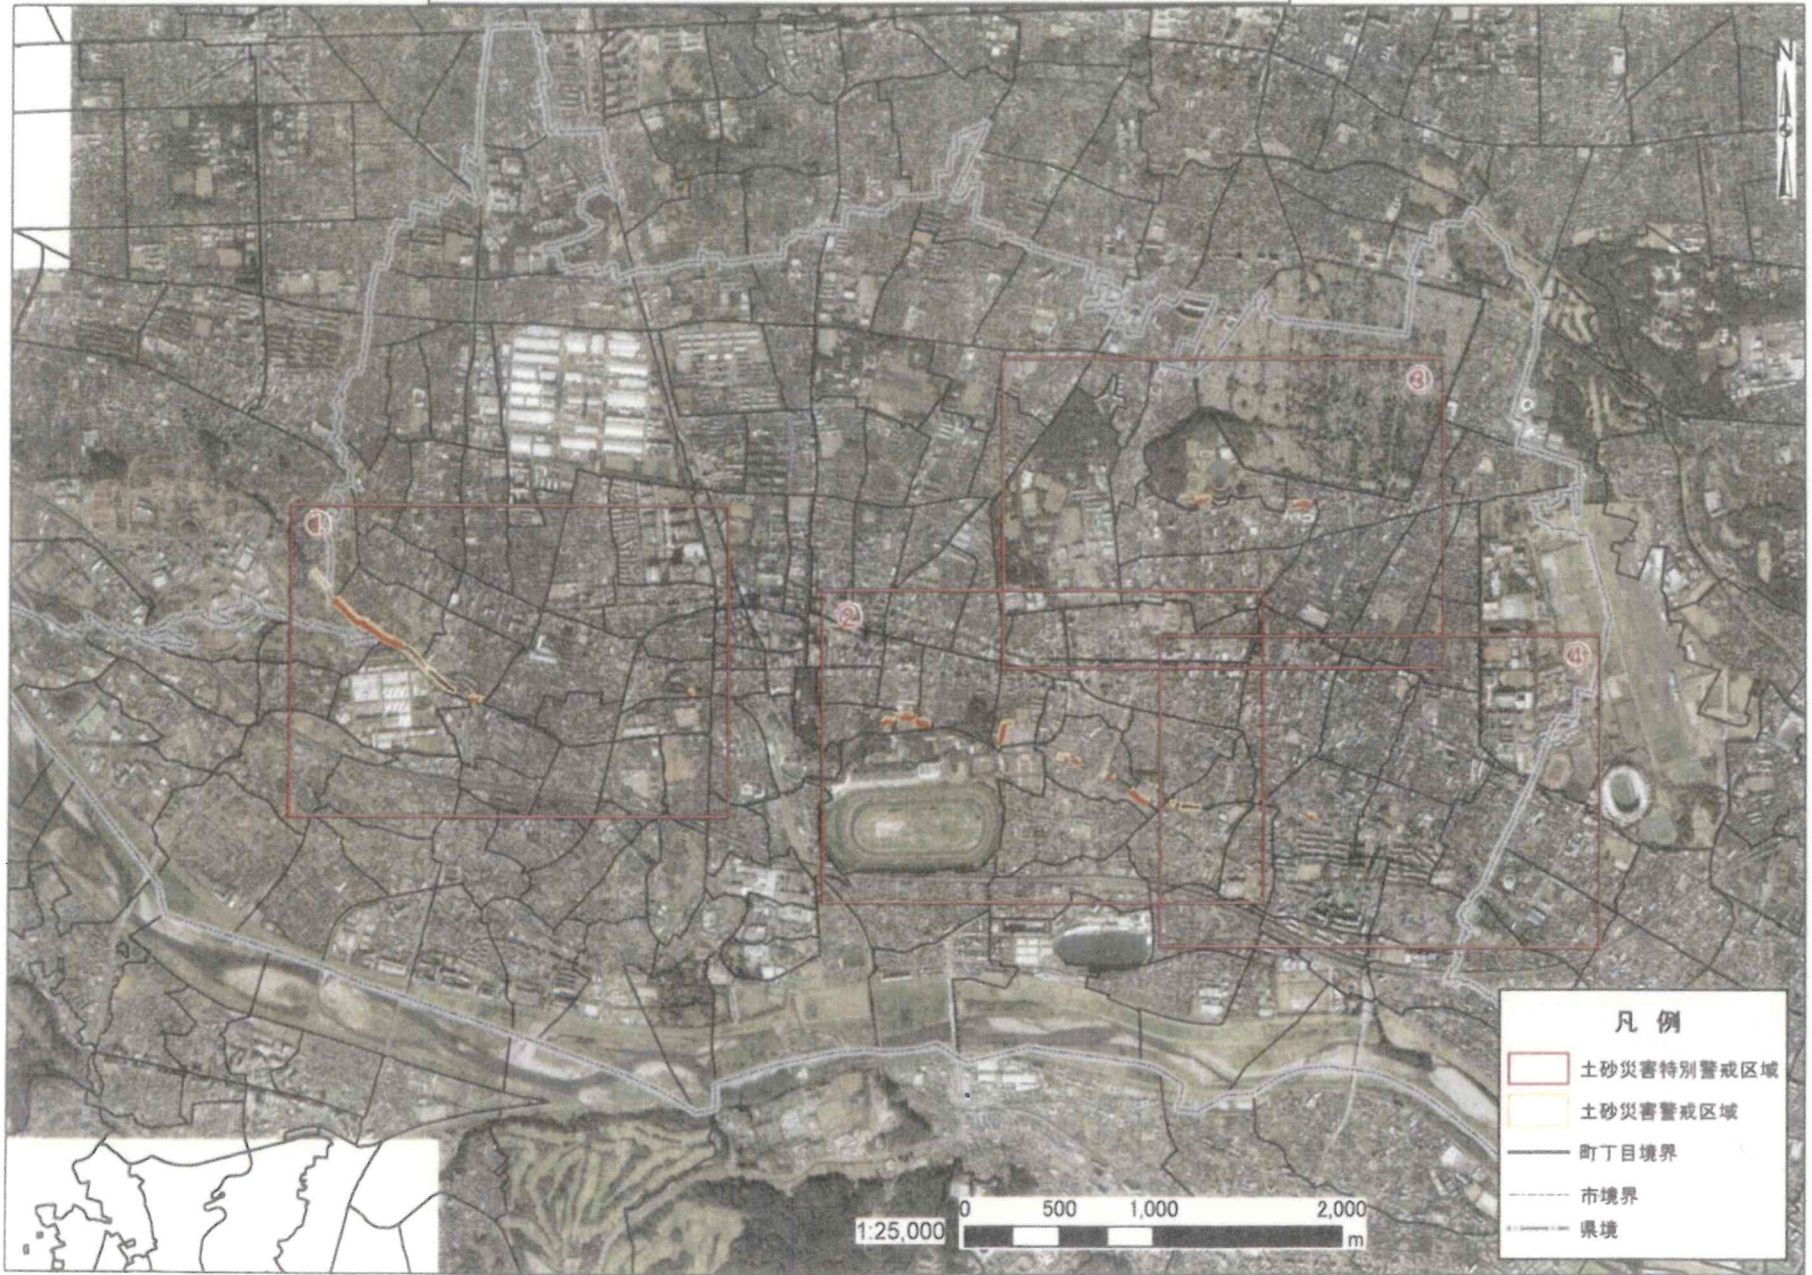 N
③
①
②
④
凡 例
土砂災害特別警戒区域
土砂災害警戒区域
町丁目境界
市境界
県境
0 500 1,000 2,000
1:25,000
m